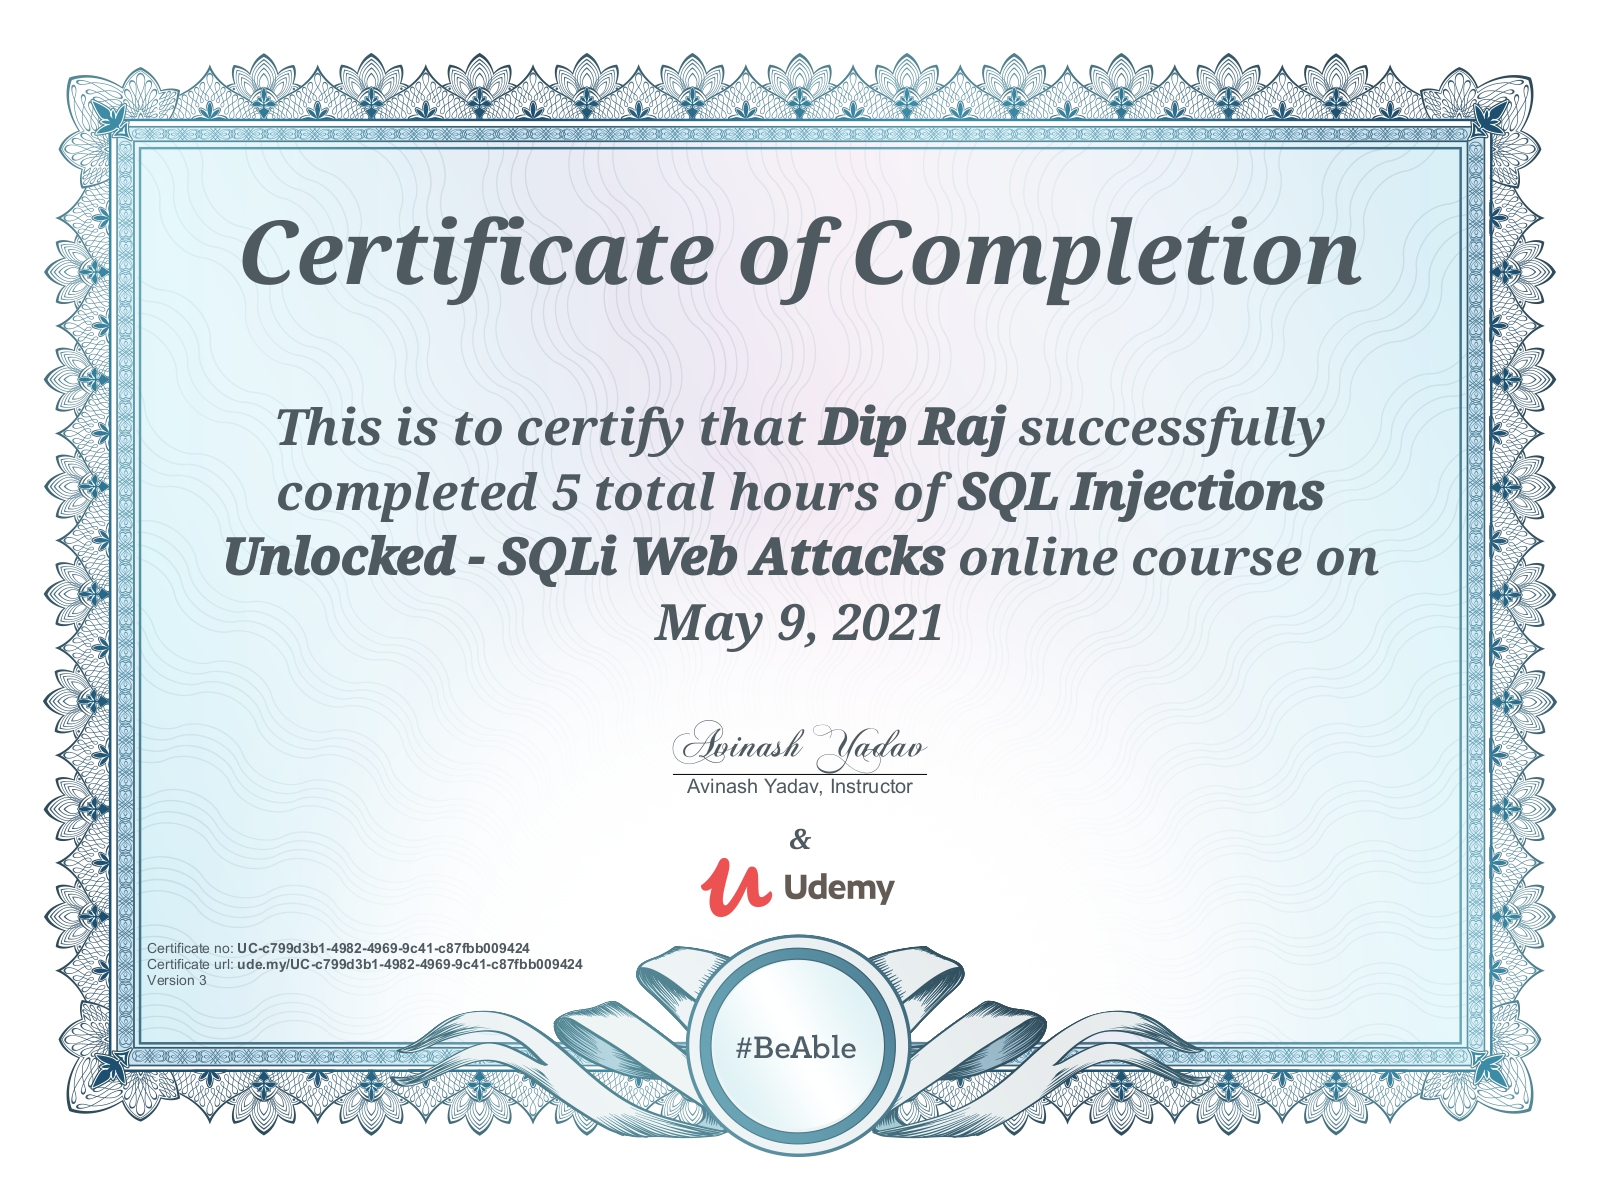 Certificate of Completion
This is to certify that Dip Raj successfully
completed 5 total hours of SQL Injections
Unlocked - SQLi Web Attacks online course on
May 9, 2021
Avinash Yadav
Avinash Yadav, Instructor
&
Udemy
Certificate no: UC-c799d3b1-4982-4969-9c41-c87fbb009424
Certificate url: ude.my/UC-c799d3b1-4982-4969-9c41-c87fbb009424
Version 3
#BeAble